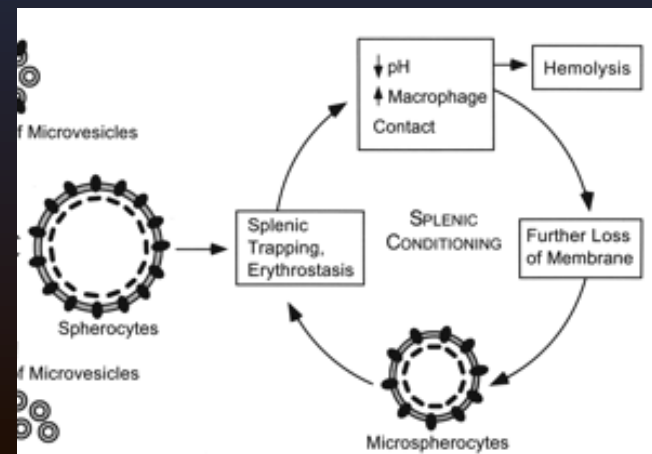 ↓ pH
↑ Macrophage
Contact
Hemolysis
f Microvesicles
Splenic
Trapping,
Erythrostasis
SPLENIC
CONDITIONING
Further Loss
of Membrane
Spherocytes
f Microvesicles
Microspherocytes